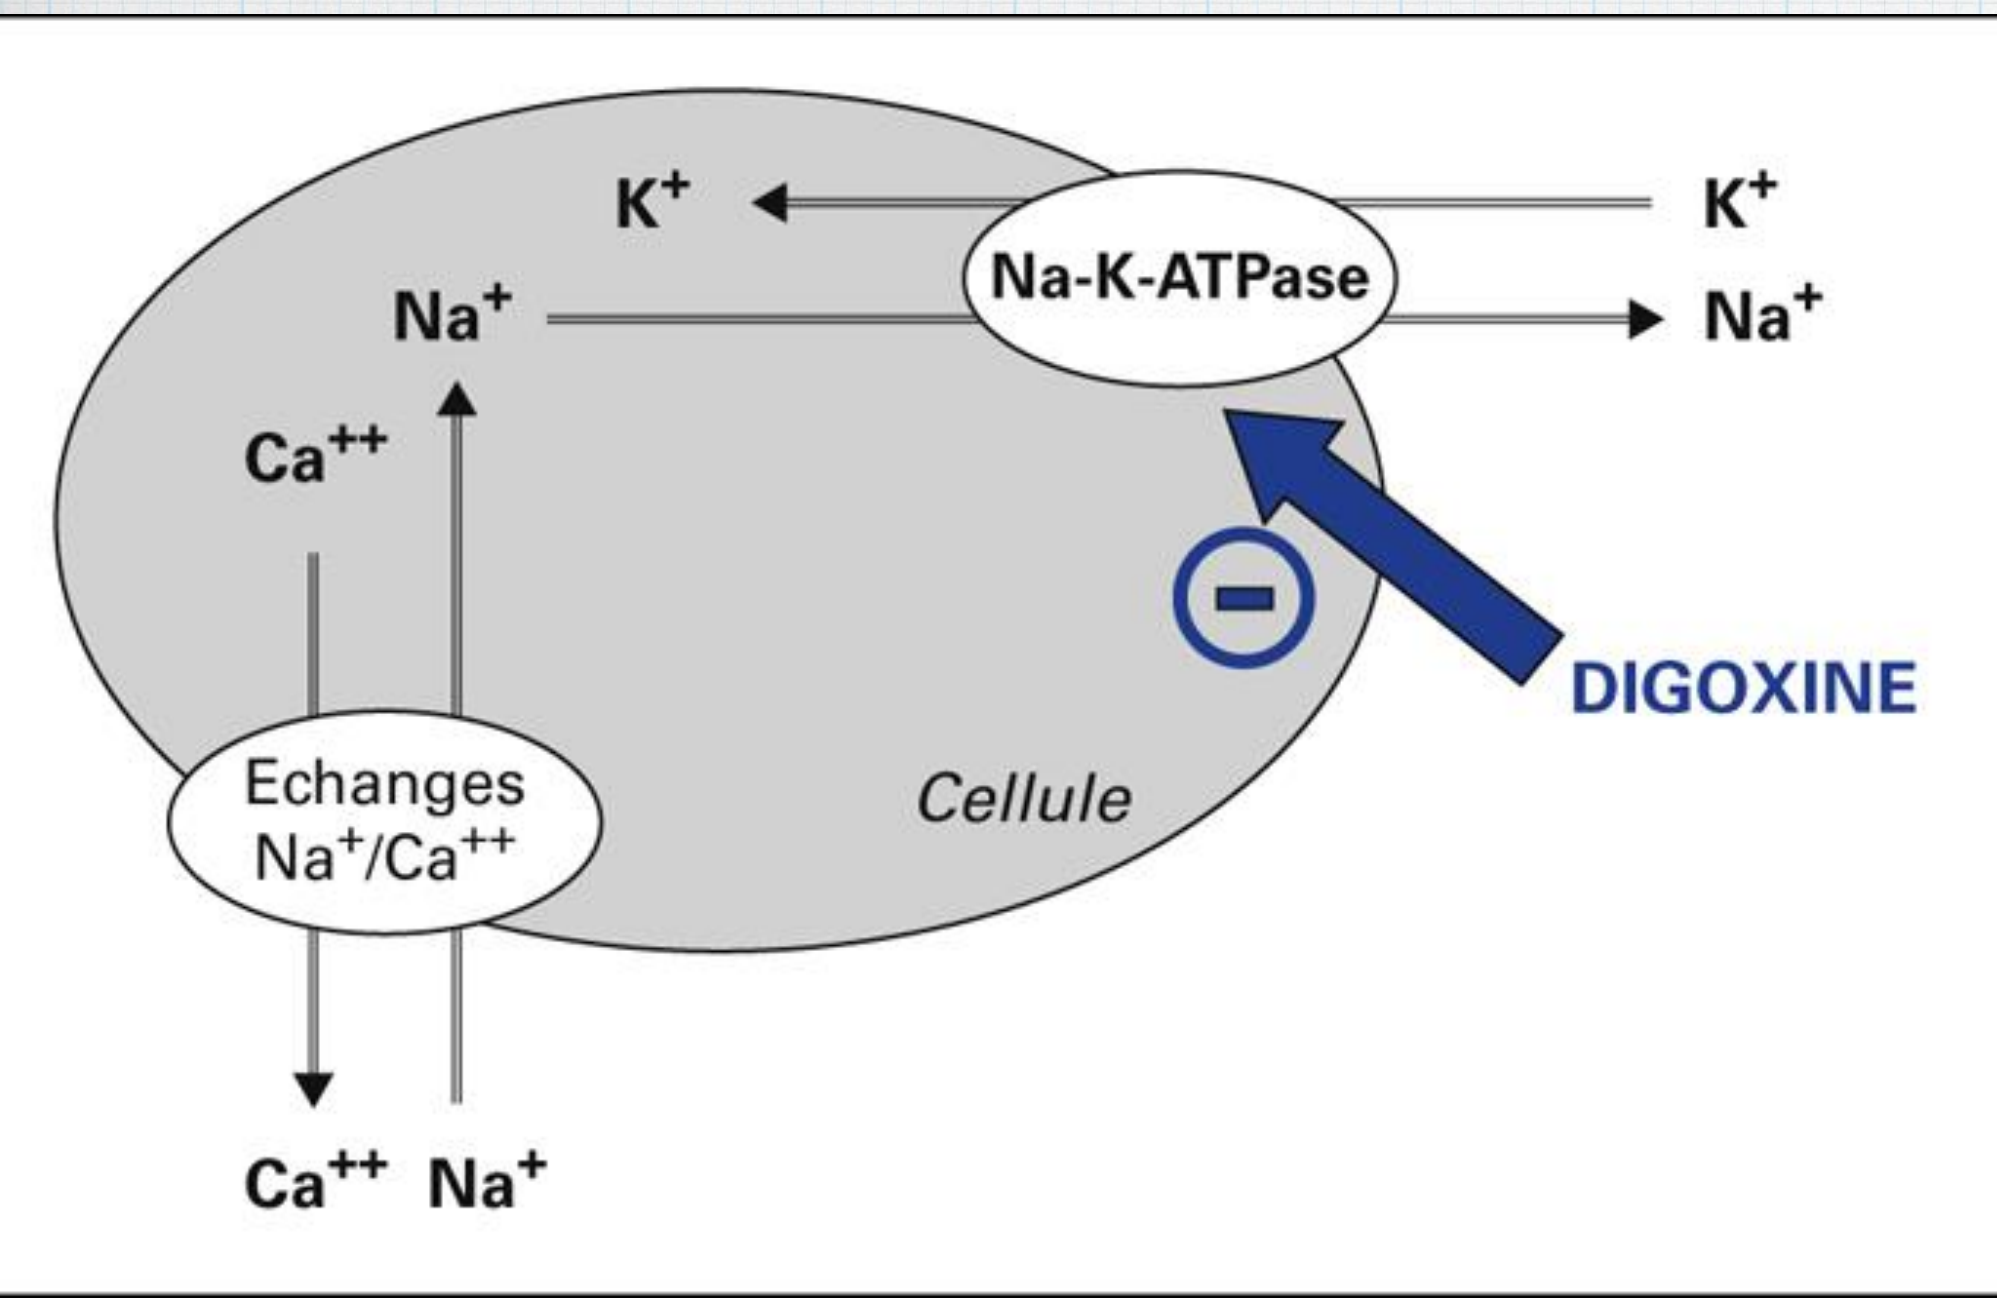 K⁺
K⁺
Na-K-ATPase
Na⁺
Na⁺
Ca⁺⁺
DIGOXINE
Echanges
Na⁺/Ca⁺⁺
Cellule
Ca⁺⁺ Na⁺